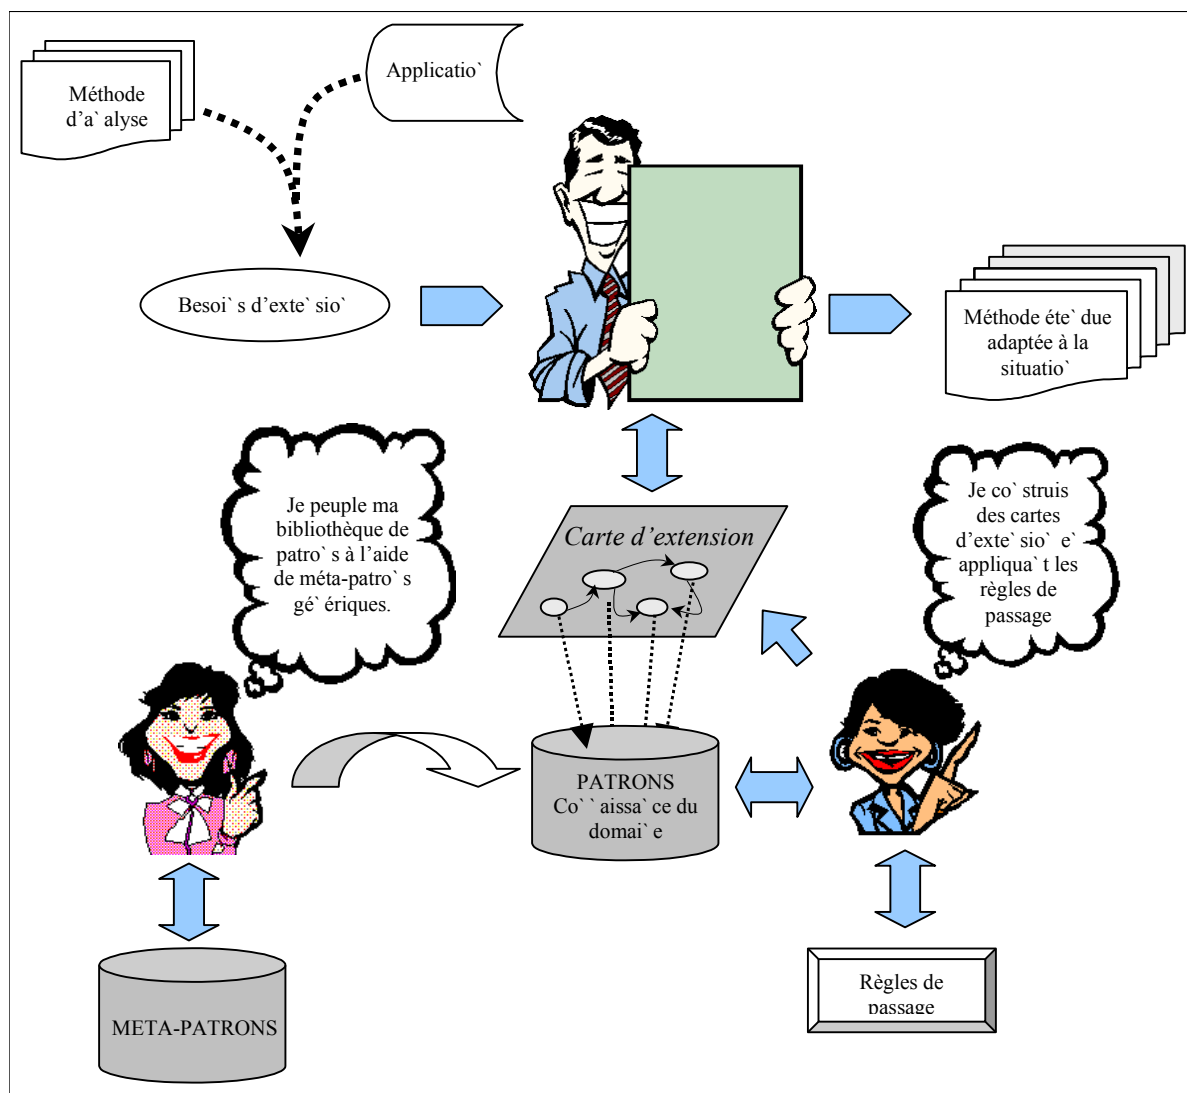 Méthode
d'a` alyse
Applicatio`
Besoi` s d'exte` sio`
Méthode éte` due
adaptée à la
situatio`
Je peuple ma
bibliothèque de
patro` s à l'aide
de méta-patro` s
gé` ériques.
Carte d'extension
Je co` struis
des cartes
d'exte` sio` e`
appliqua` t les
règles de
passage
PATRONS
Co` ` aissa` ce du
domai` e
META-PATRONS
Règles de
passage